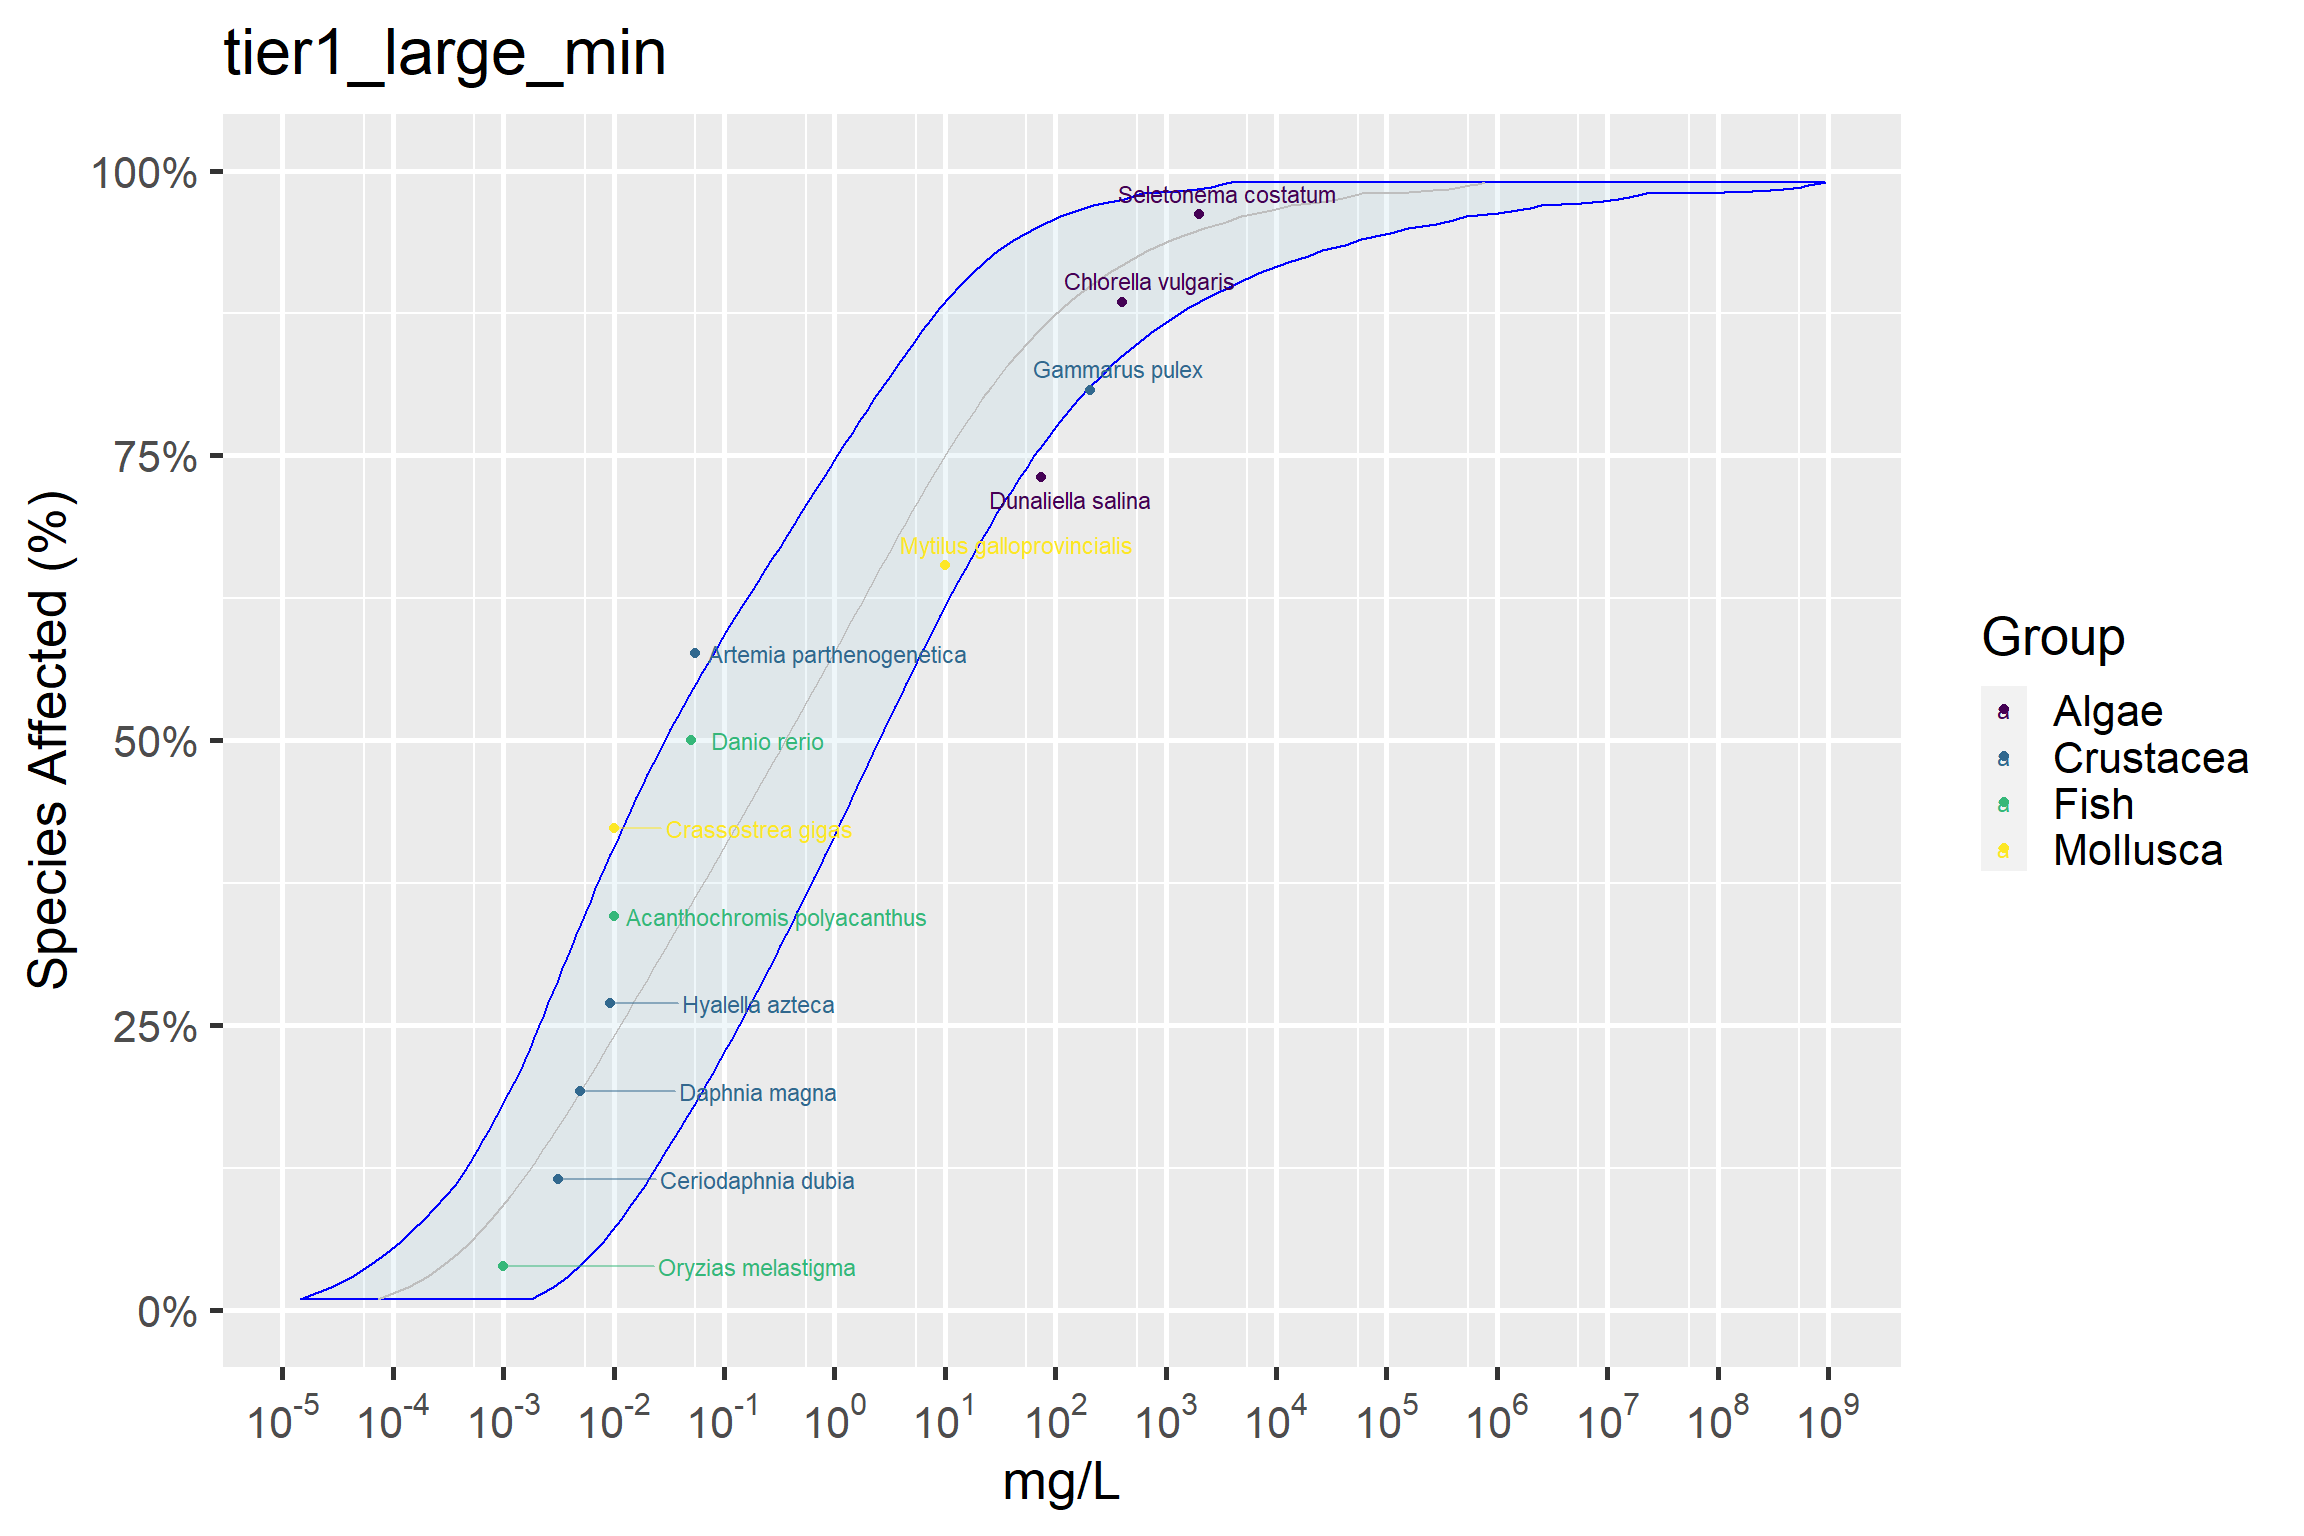 tier1_large_min
Species Affected (%)
100%
75%
50%
25%
0%
Seletonema costatum
Chlorella vulgaris
Gammarus pulex
Dunaliella salina
Mytilus galloprovincialis
Artemia parthenogenetica
Danio rerio
Crassostrea gigas
Acanthochromis polyacanthus
Hyalella azteca
Daphnia magna
Ceriodaphnia dubia
Oryzias melastigma
10⁻⁵ 10⁻⁴ 10⁻³ 10⁻² 10⁻¹ 10⁰ 10¹ 10² 10³ 10⁴ 10⁵ 10⁶ 10⁷ 10⁸ 10⁹
mg/L
Group
a Algae
a Crustacea
a Fish
a Mollusca